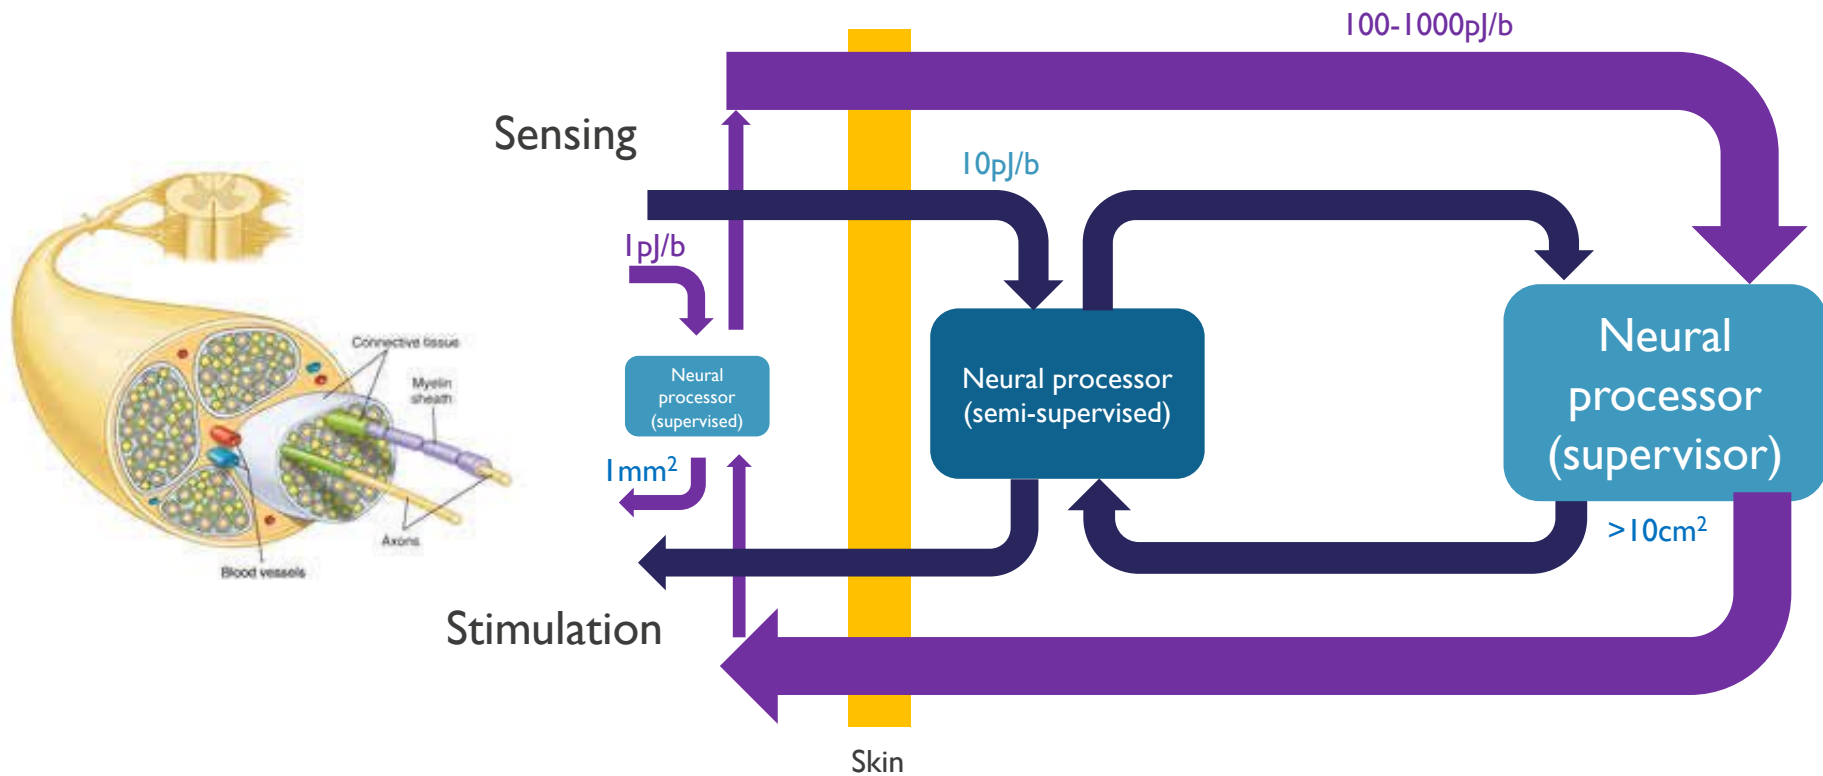 100-1000pJ/b
Sensing
10pJ/b
1pJ/b
Connective tissue
Myelin
sheath
Axons
Blood vessels
Neural
processor
(supervised)
1mm²
Neural processor
(semi-supervised)
Neural
processor
(supervisor)
>10cm²
Stimulation
Skin